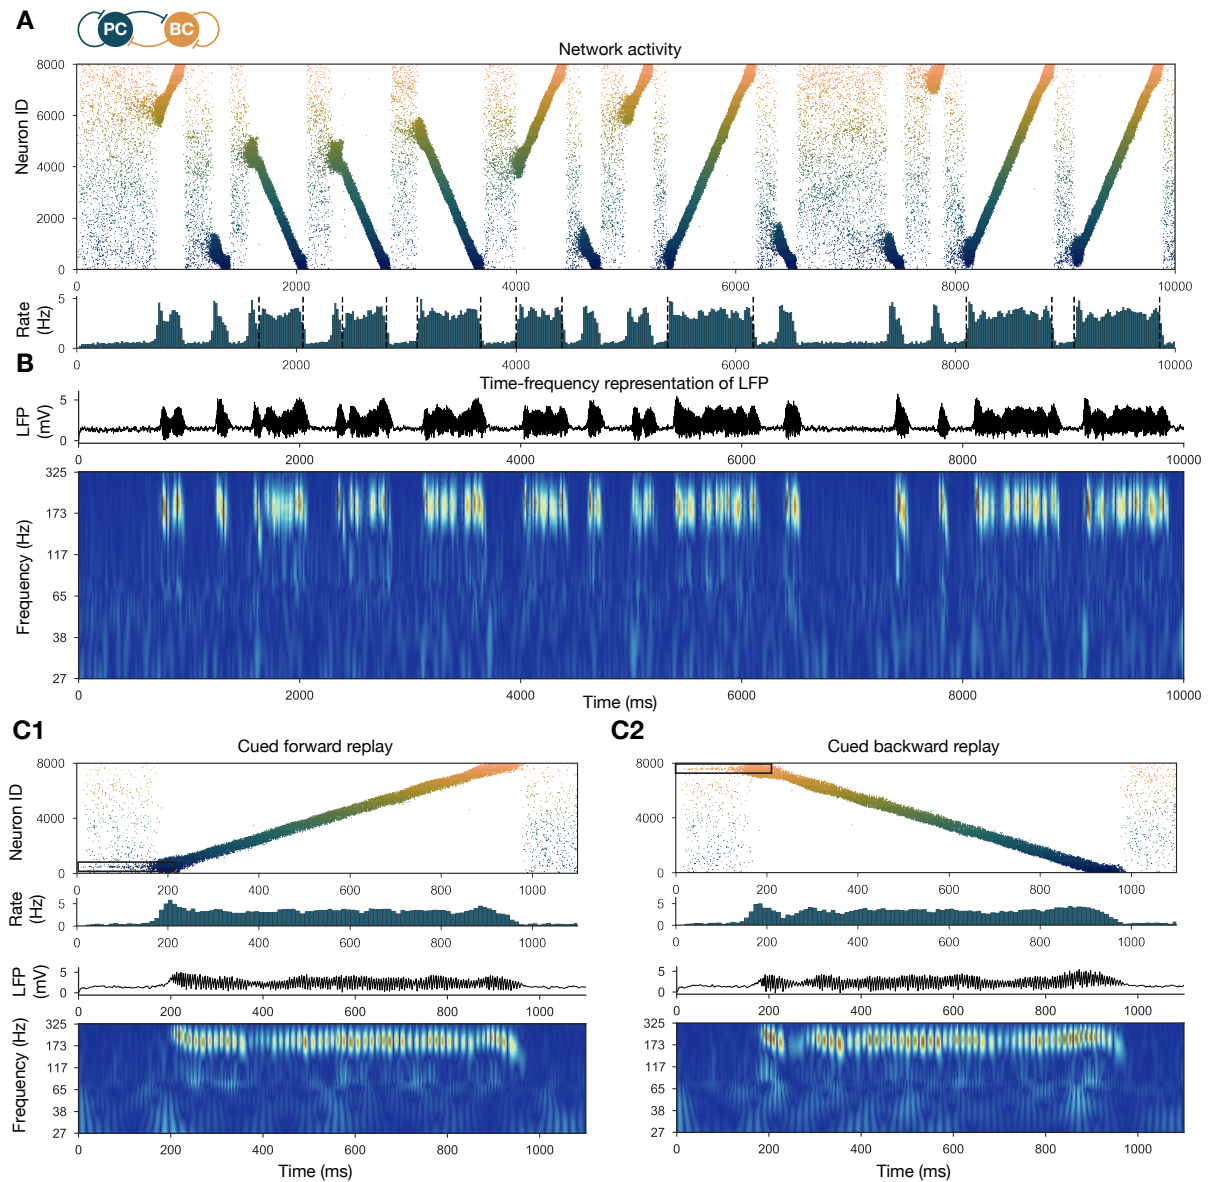 A
PC BC
Network activity
8000
6000
4000
2000
0
Neuron ID
0 2000 4000 6000 8000 10000
5
0
Rate
(Hz)
0 2000 4000 6000 8000 10000
B
Time-frequency representation of LFP
5
0
LFP
(mV)
0 2000 4000 6000 8000 10000
325
173
117
65
38
27
Frequency (Hz)
0 2000 4000 6000 8000 10000
Time (ms)
C1
Cued forward replay
8000
4000
0
Neuron ID
0 200 400 600 800 1000
5
0
Rate
(Hz)
0 200 400 600 800 1000
5
0
LFP
(mV)
0 200 400 600 800 1000
325
173
117
65
38
27
Frequency (Hz)
0 200 400 600 800 1000
Time (ms)
C2
Cued backward replay
8000
4000
0
0 200 400 600 800 1000
5
0
0 200 400 600 800 1000
5
0
0 200 400 600 800 1000
325
173
117
65
38
27
0 200 400 600 800 1000
Time (ms)